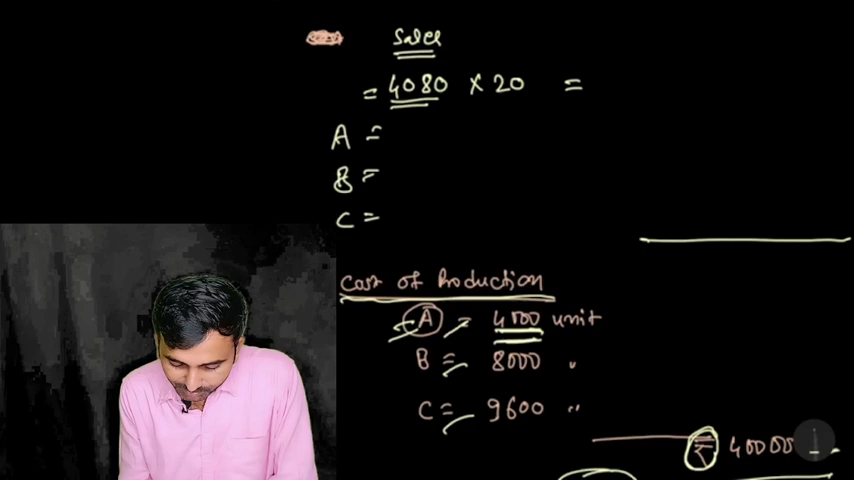 Sales
= 4080 × 20 =
A =
B =
C =
Cost of Production
A = 4000 unit
B = 8000 "
C = 9600 "
₹ 40000